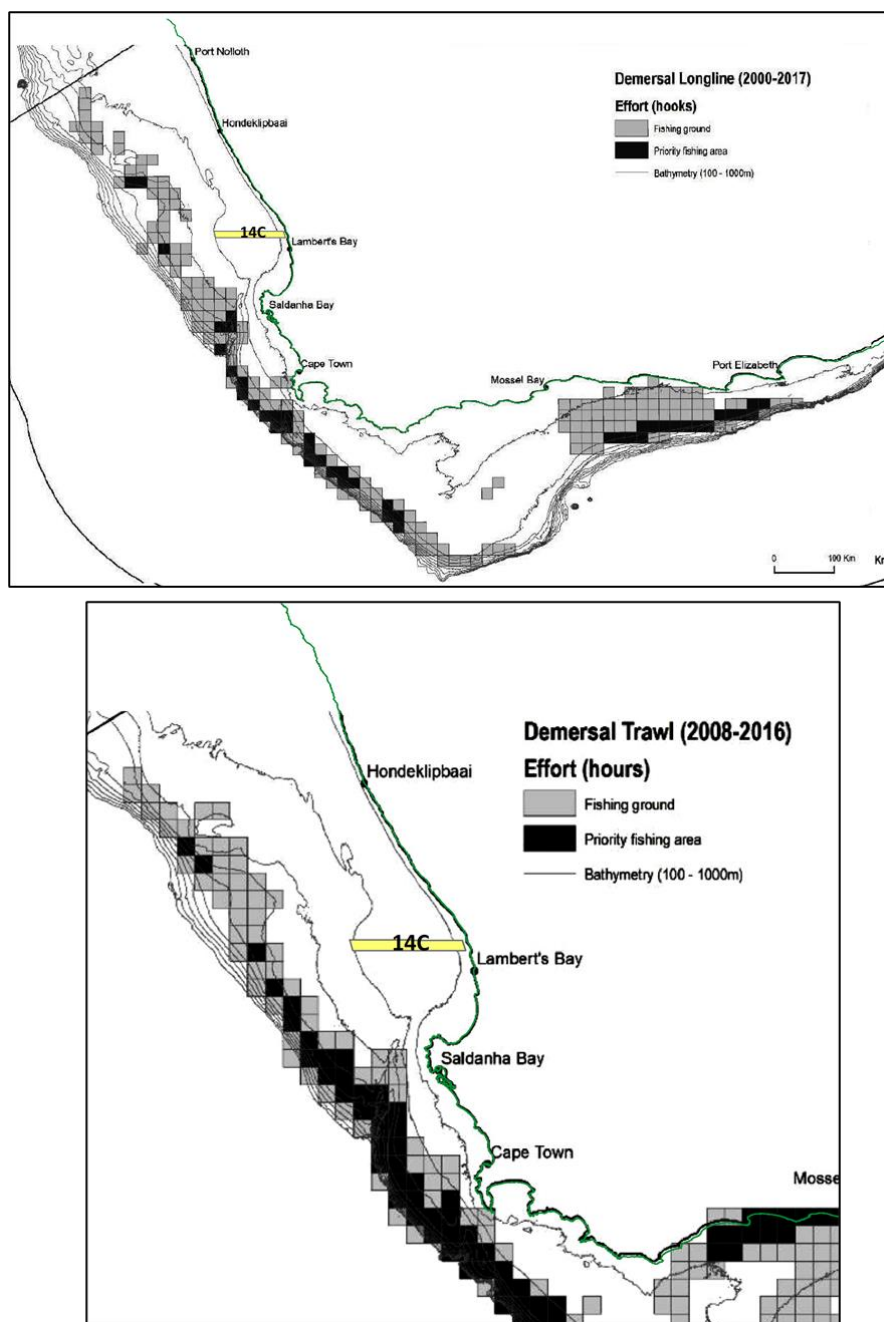 Port Nolloth
Demersal Longline (2000-2017)
Effort (hooks)
Hondeklipbaai
Fishing ground
Priority fishing area
Bathymetry (100 - 1000m)
14C
Lambert's Bay
Saldanha Bay
Cape Town
Mossel Bay
Port Elizabeth
0 100 Km
Demersal Trawl (2008-2016)
Hondeklipbaai
Effort (hours)
Fishing ground
Priority fishing area
Bathymetry (100 - 1000m)
14C
Lambert's Bay
Saldanha Bay
Cape Town
Mosse